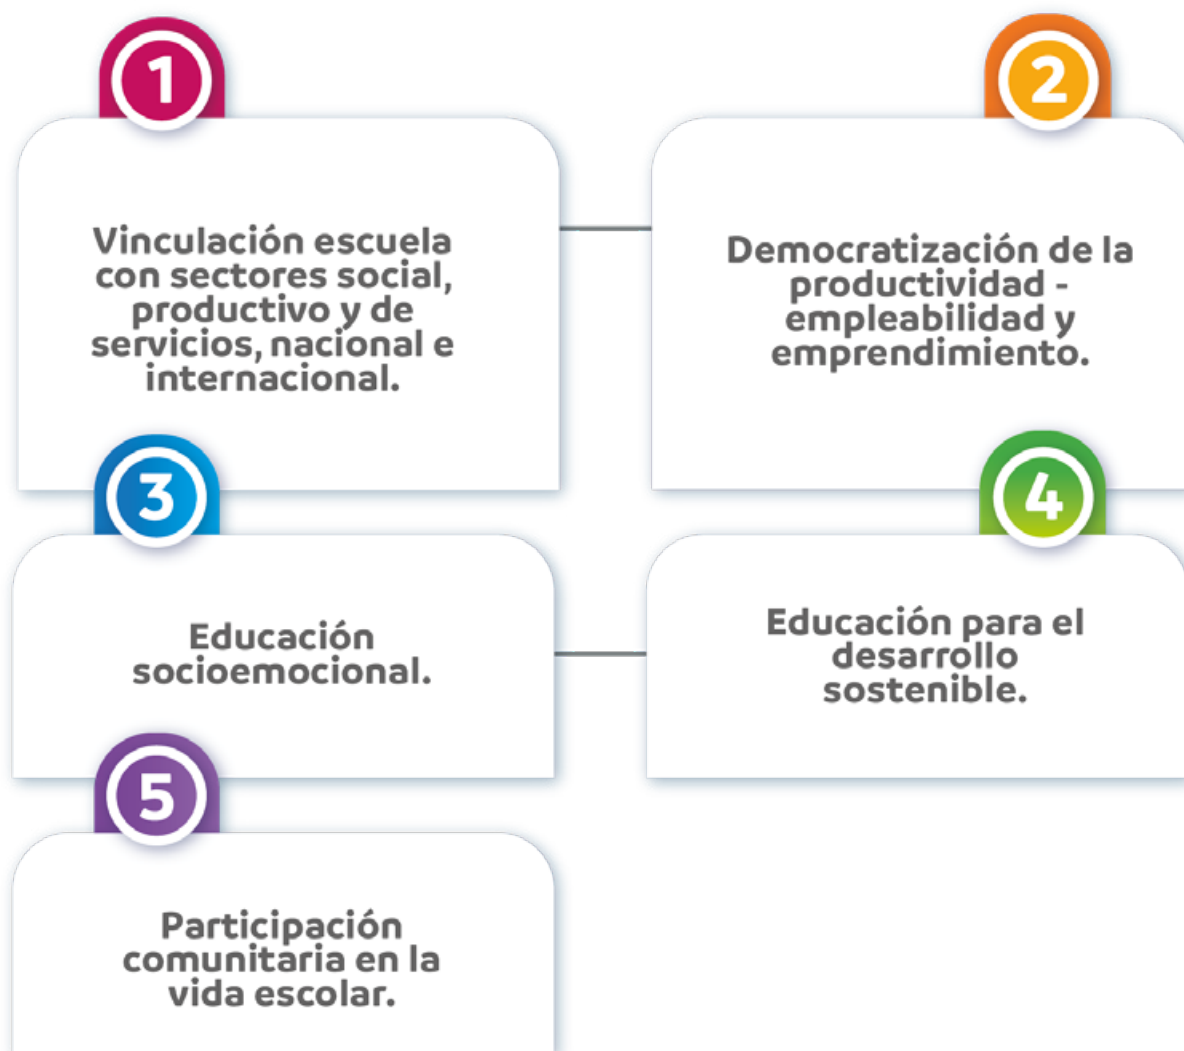 1
Vinculación escuela
con sectores social,
productivo y de
servicios, nacional e
internacional.
2
Democratización de la
productividad -
empleabilidad y
emprendimiento.
3
Educación
socioemocional.
4
Educación para el
desarrollo
sostenible.
5
Participación
comunitaria en la
vida escolar.